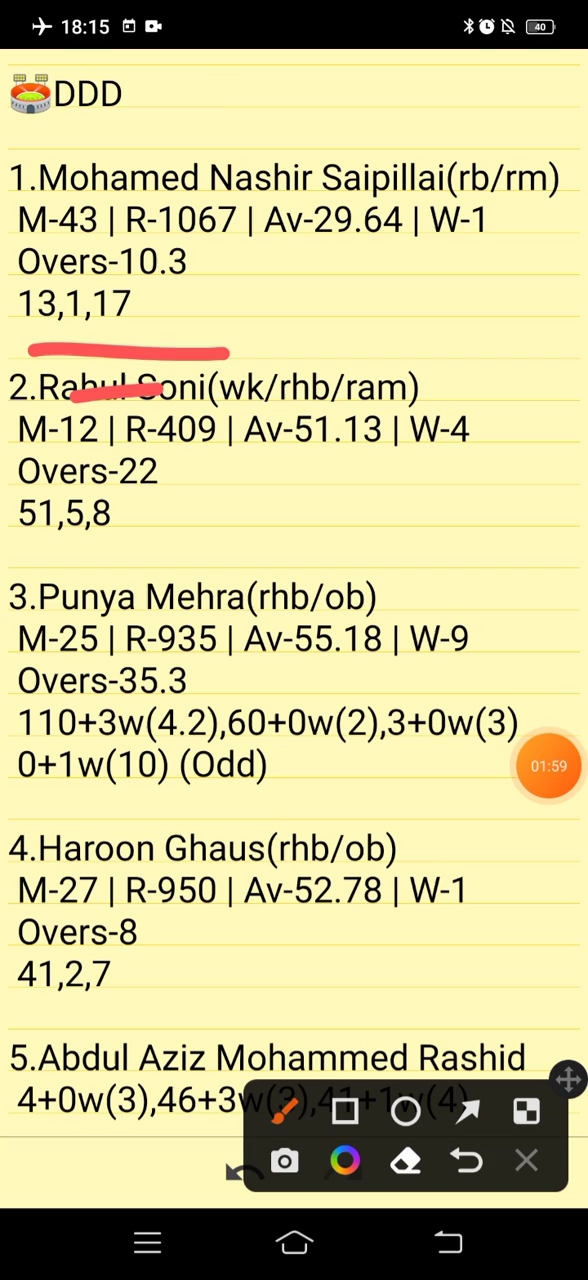 18:15
40
DDD
1.Mohamed Nashir Saipillai(rb/rm)
M-43 | R-1067 | Av-29.64 | W-1
Overs-10.3
13,1,17
2.Rahul Soni(wk/rhb/ram)
M-12 | R-409 | Av-51.13 | W-4
Overs-22
51,5,8
3.Punya Mehra(rhb/ob)
M-25 | R-935 | Av-55.18 | W-9
Overs-35.3
110+3w(4.2),60+0w(2),3+0w(3)
0+1w(10) (Odd)
01:59
4.Haroon Ghaus(rhb/ob)
M-27 | R-950 | Av-52.78 | W-1
Overs-8
41,2,7
5.Abdul Aziz Mohammed Rashid
4+0w(3),46+3w(3),41+1w(4)